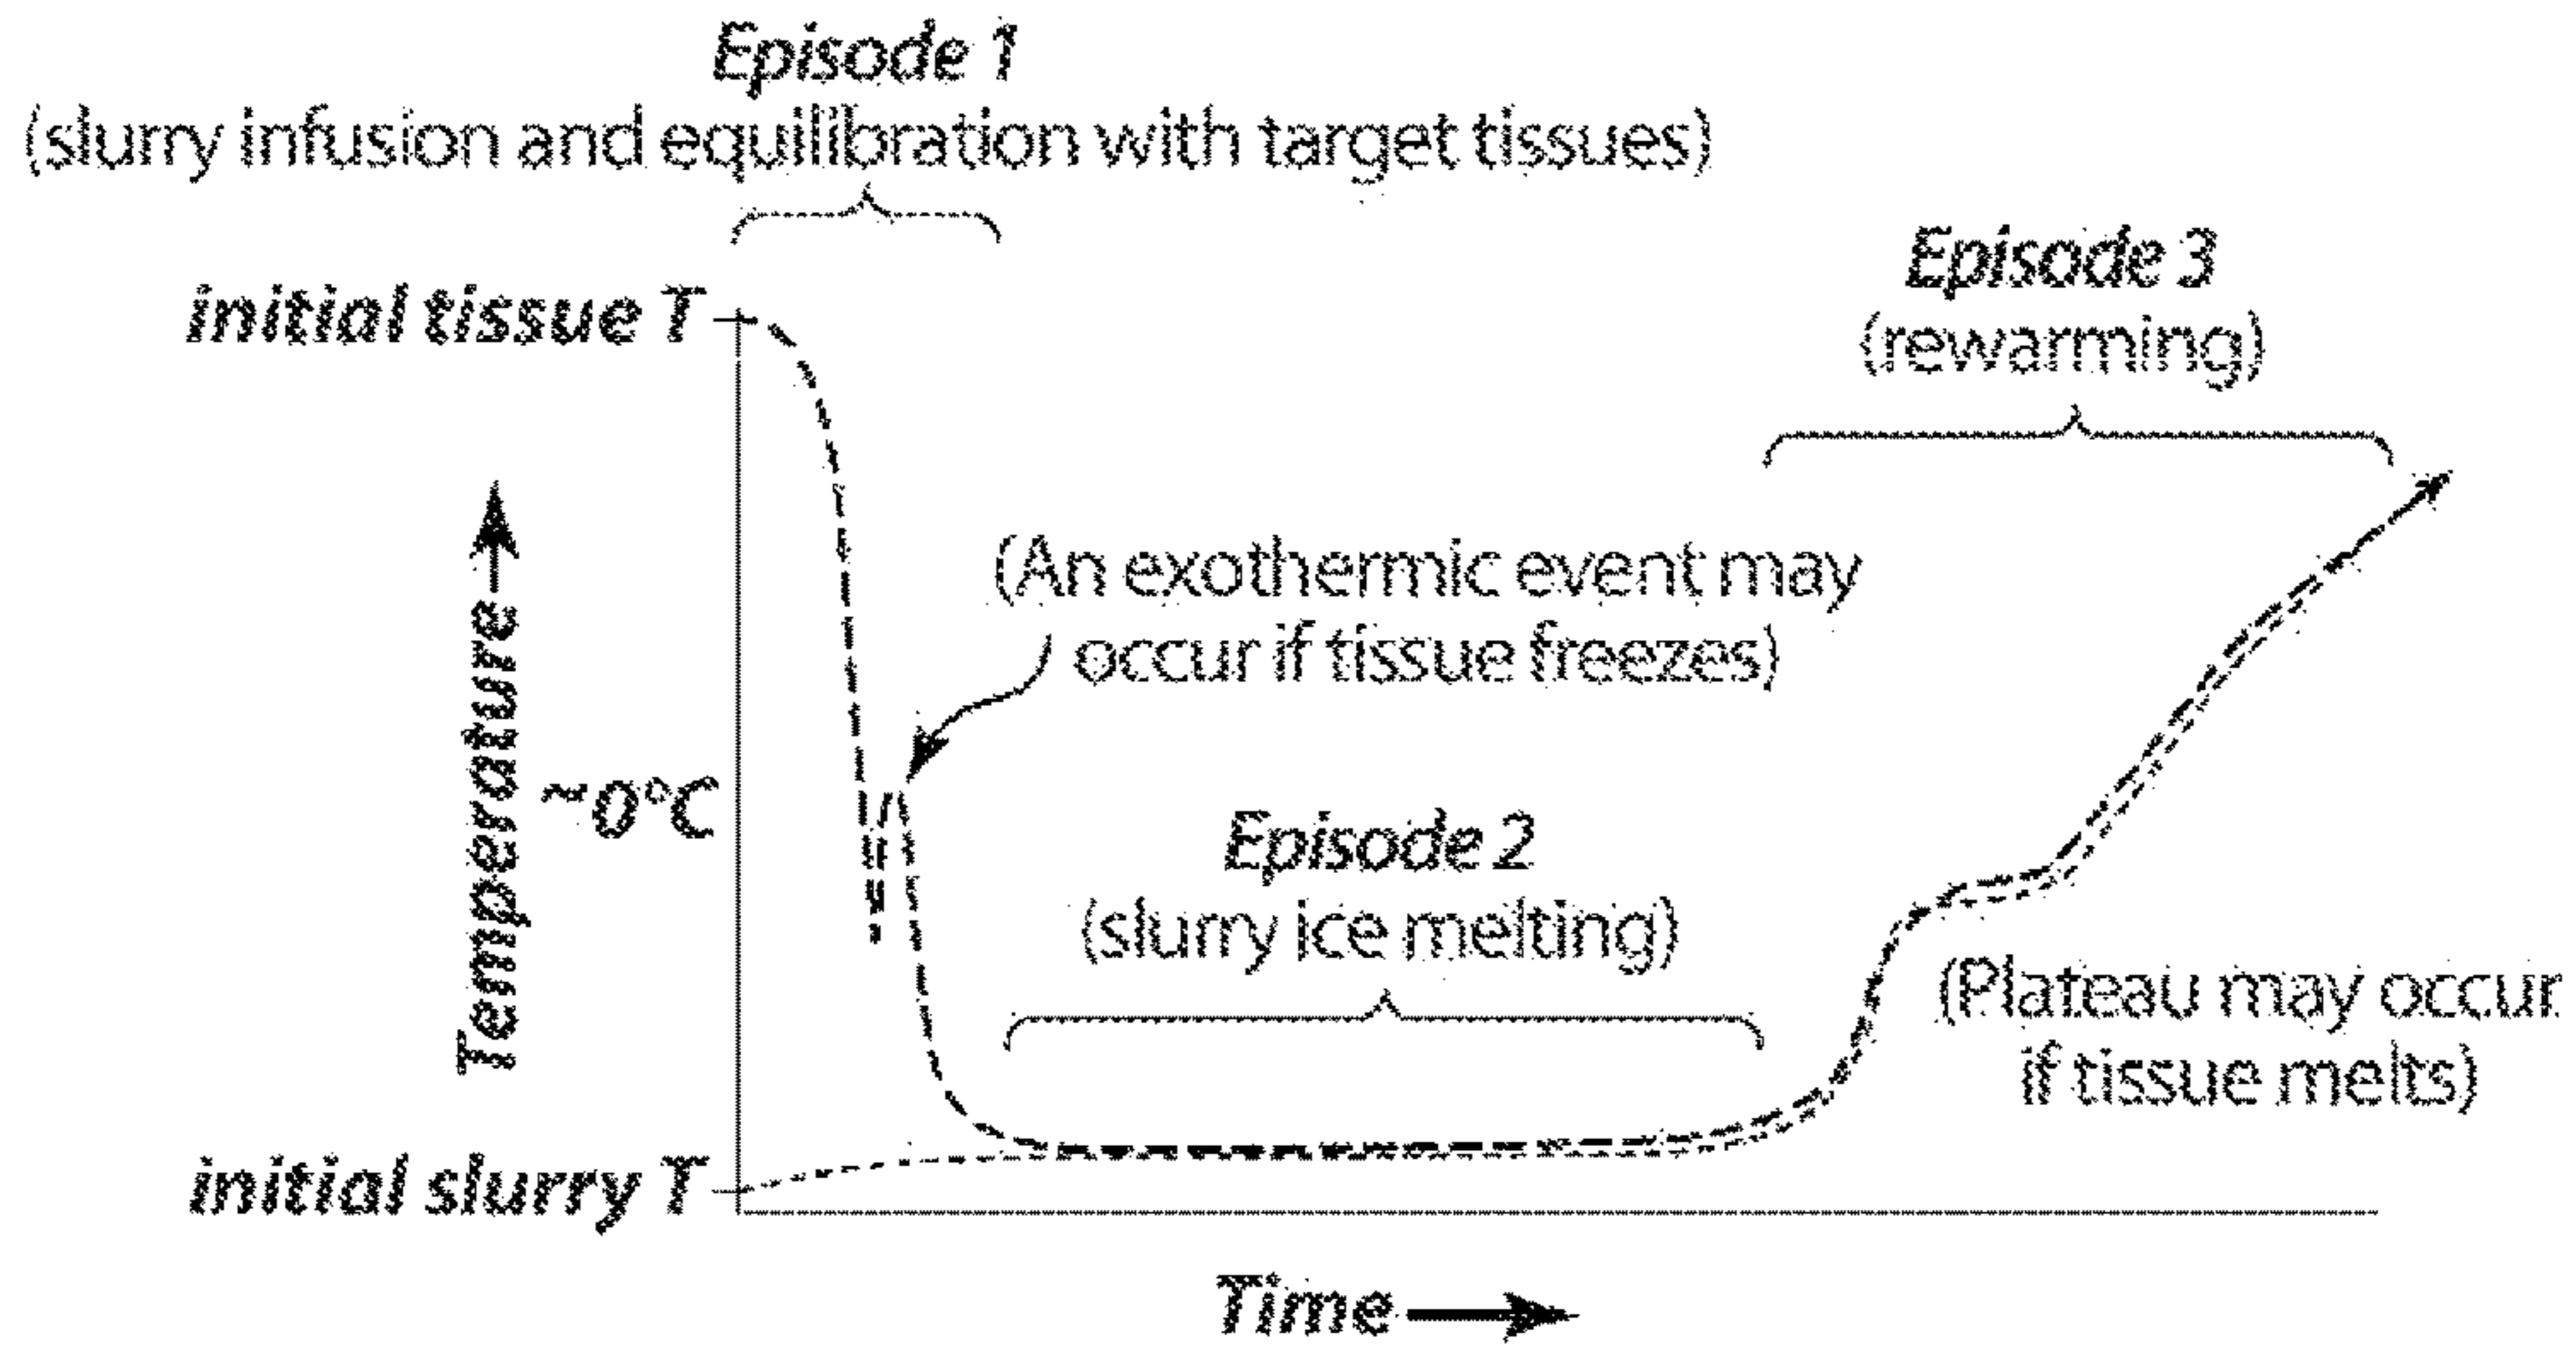 Episode 1
(slurry infusion and equilibration with target tissues)
Episode 3
(rewarming)
initial tissue T
(An exothermic event may
occur if tissue freezes)
Temperature
~0°C
Episode 2
(slurry ice melting)
(Plateau may occur
if tissue melts)
initial slurry T
Time